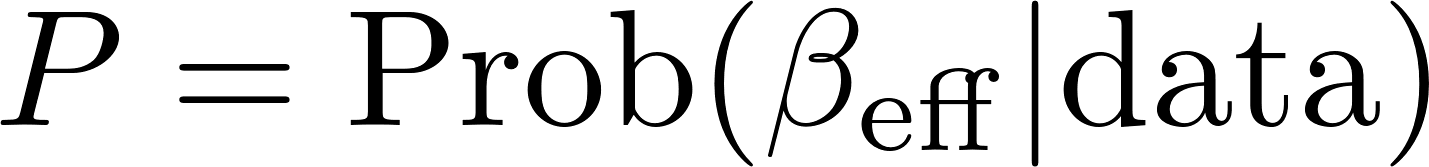 P = Prob(β_eff |data)